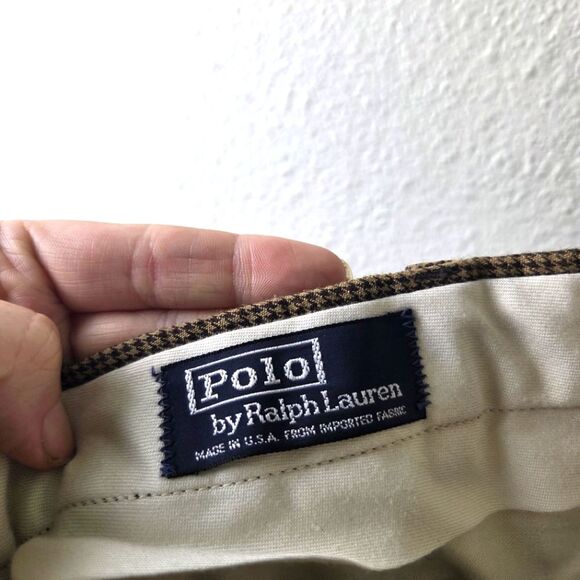 Polo
by Ralph Lauren
MADE IN U.S.A. FROM IMPORTED FABRIC